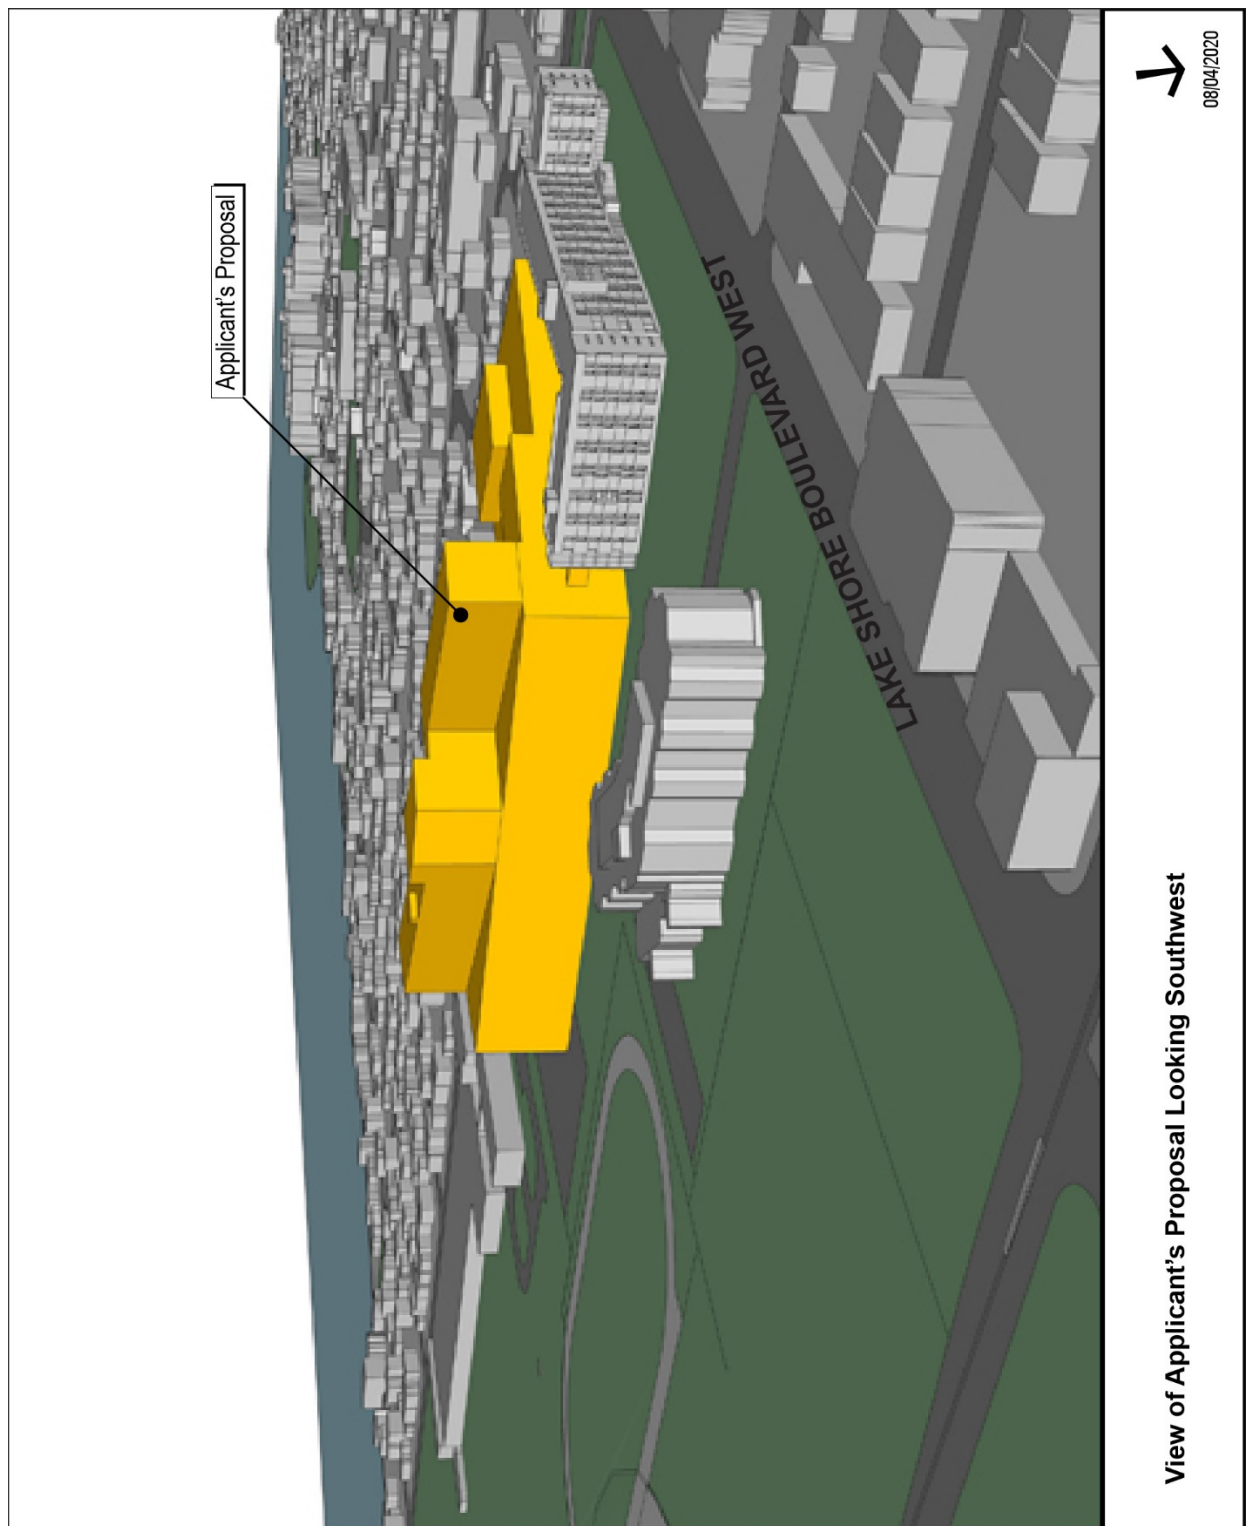 Applicant's Proposal
LAKE SHORE BOULEVARD WEST
View of Applicant's Proposal Looking Southwest
08/04/2020